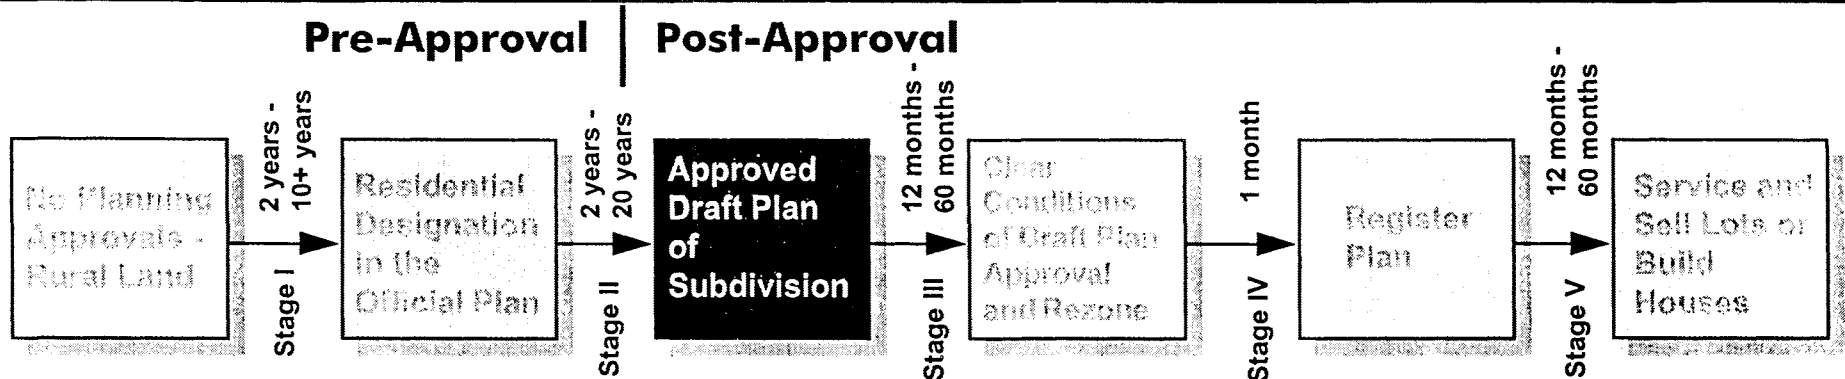 Pre-Approval
Post-Approval
No Planning
Approvals -
Rural Land
2 years -
10+ years
Stage I
Residential
Designation
in the
Official Plan
2 years -
20 years
Stage II
Approved
Draft Plan
of
Subdivision
12 months -
60 months
Stage III
Clear
Conditions
of Draft Plan
Approval
and Rezone
1 month
Stage IV
Register
Plan
12 months -
60 months
Stage V
Service and
Sell Lots or
Build
Houses